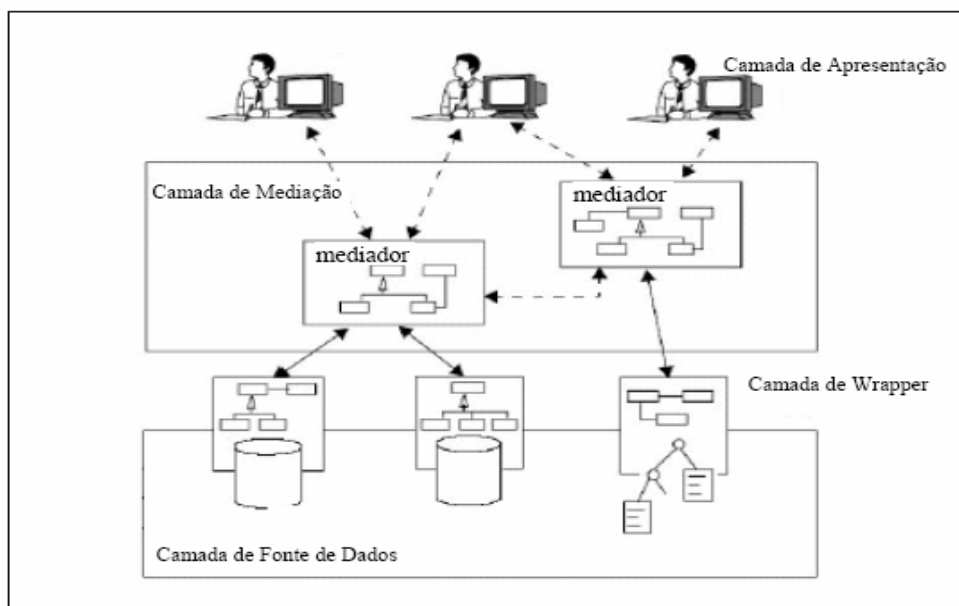 Camada de Apresentação
Camada de Mediação
mediador
mediador
Camada de Wrapper
Camada de Fonte de Dados